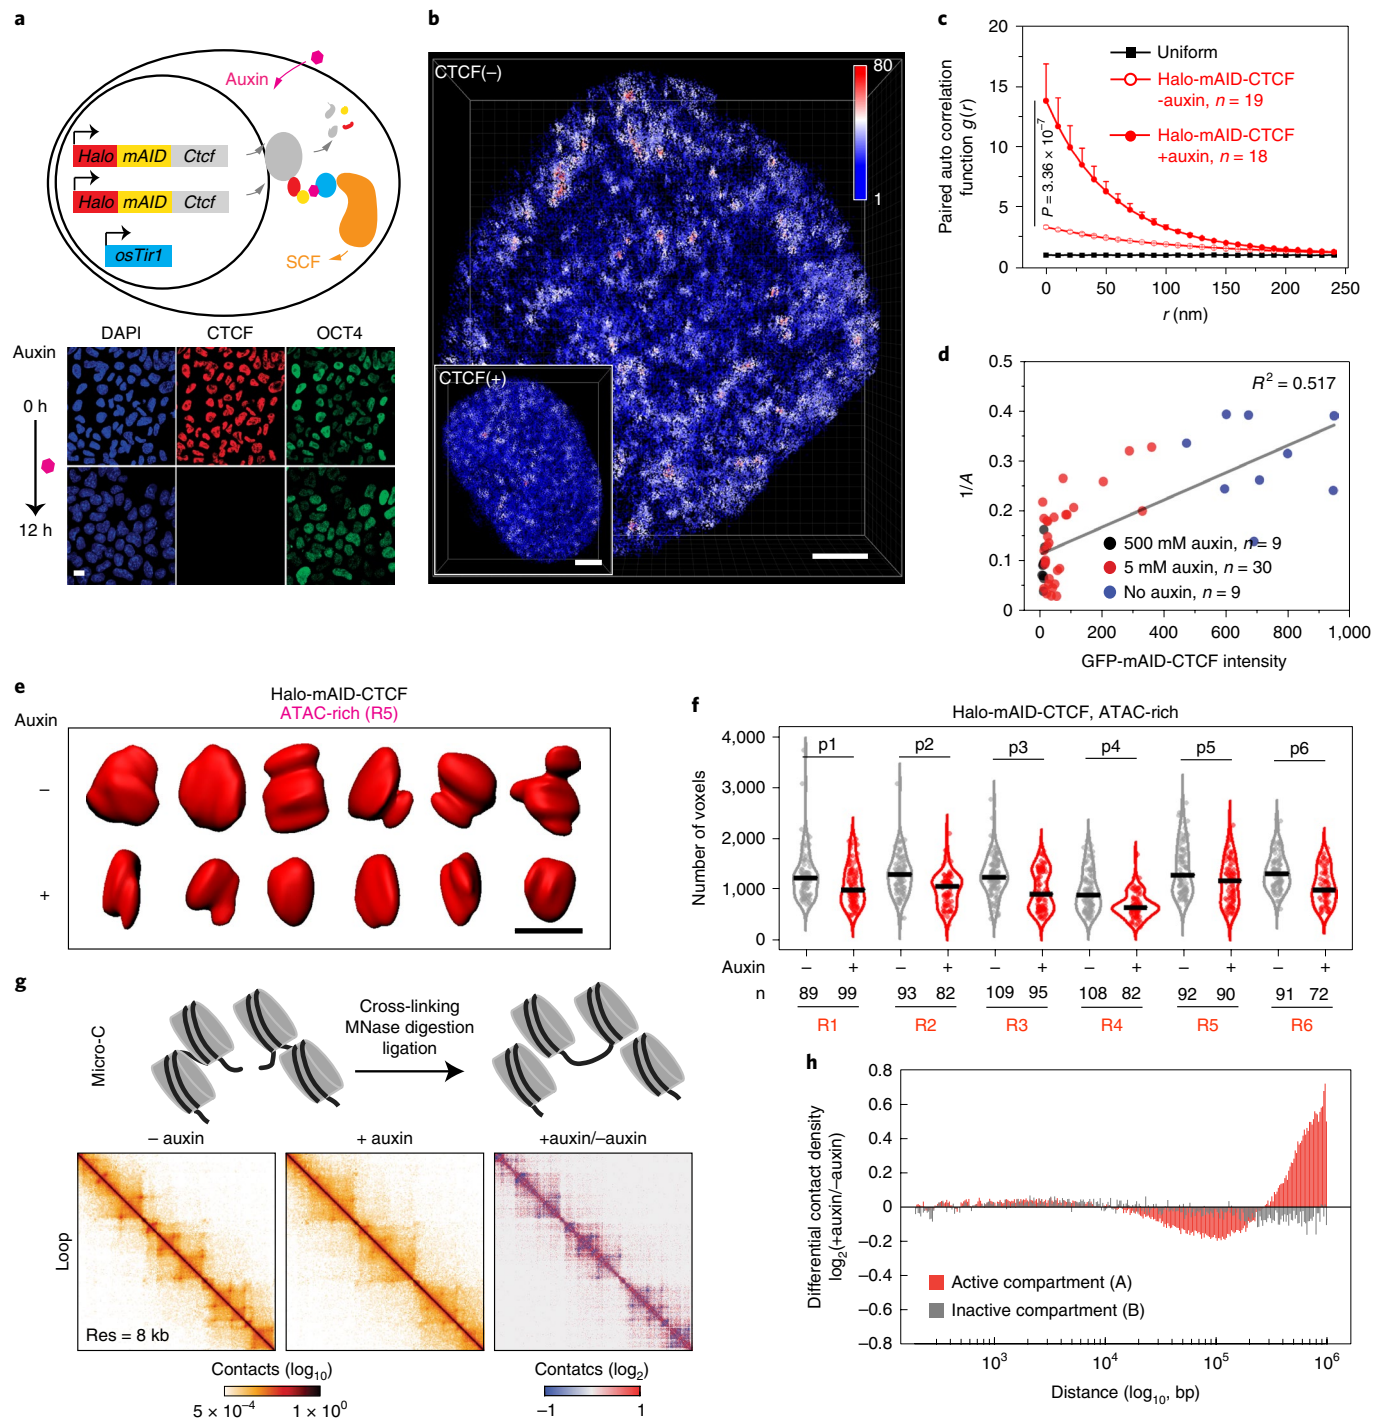 a
Auxin
Halo mAID Ctcf
Halo mAID Ctcf
osTir1
SCF
DAPI CTCF OCT4
Auxin
0 h
12 h
b
CTCF(–)
80
1
CTCF(+)
c
20
15
10
5
0
Paired auto correlation
function g(r)
P = 3.36 × 10⁻⁷
Uniform
Halo-mAID-CTCF
-auxin, n = 19
Halo-mAID-CTCF
+auxin, n = 18
0 50 100 150 200 250
r (nm)
d
0.5
0.4
0.3
0.2
0.1
0
1/A
R² = 0.517
500 mM auxin, n = 9
5 mM auxin, n = 30
No auxin, n = 9
0 200 400 600 800 1,000
GFP-mAID-CTCF intensity
e
Halo-mAID-CTCF
ATAC-rich (R5)
Auxin
–
+
f
Halo-mAID-CTCF, ATAC-rich
4,000
3,000
2,000
1,000
0
Number of voxels
p1 p2 p3 p4 p5 p6
Auxin – + – + – + – + – + – +
n 89 99 93 82 109 95 108 82 92 90 91 72
R1 R2 R3 R4 R5 R6
g
Micro-C
Cross-linking
MNase digestion
ligation
– auxin + auxin +auxin/–auxin
Loop
Res = 8 kb
Contacts (log₁₀)
5 × 10⁻⁴ 1 × 10⁰
Contatcs (log₂)
–1 1
h
0.8
0.6
0.4
0.2
0
–0.2
–0.4
–0.6
–0.8
Differential contact density
log₂(+auxin/–auxin)
Active compartment (A)
Inactive compartment (B)
10³ 10⁴ 10⁵ 10⁶
Distance (log₁₀, bp)